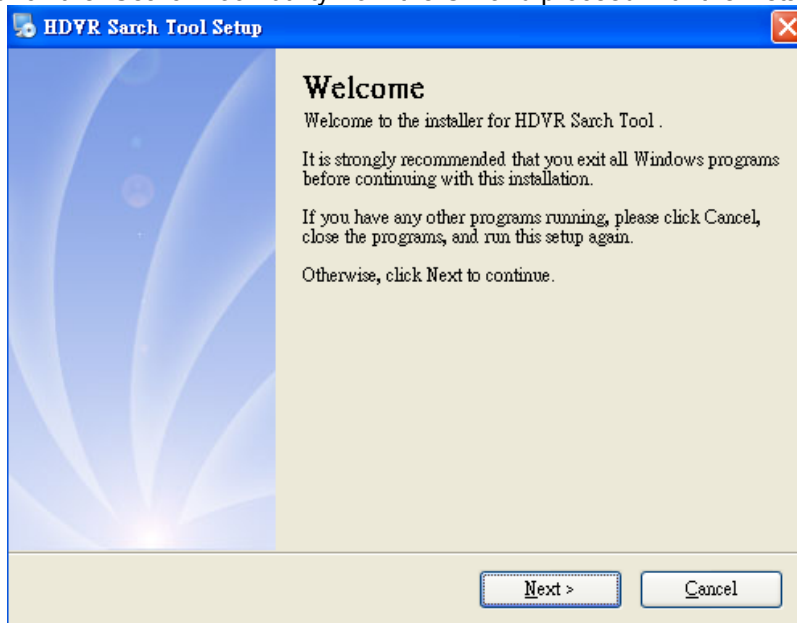 HDVR Sarch Tool Setup
Welcome
Welcome to the installer for HDVR Sarch Tool .
It is strongly recommended that you exit all Windows programs
before continuing with this installation.
If you have any other programs running, please click Cancel,
close the programs, and run this setup again.
Otherwise, click Next to continue.
Next >
Cancel